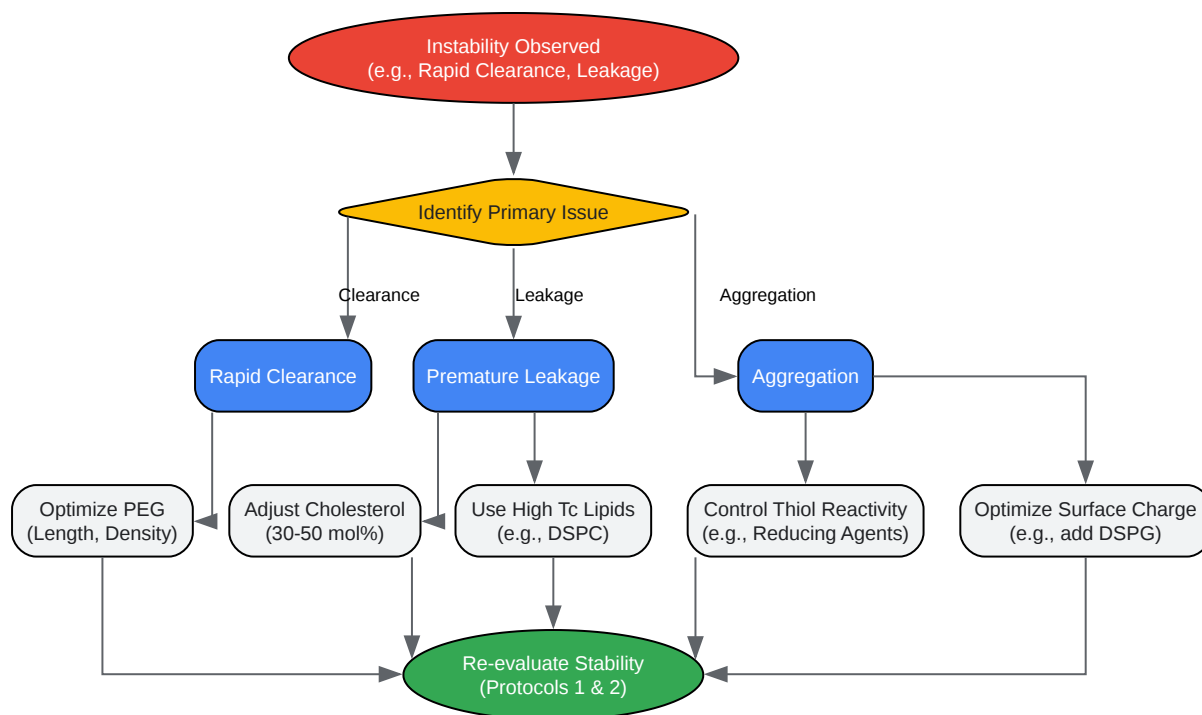 Instability Observed
(e.g., Rapid Clearance, Leakage)
Identify Primary Issue
Clearance
Leakage
Aggregation
Rapid Clearance
Premature Leakage
Aggregation
Optimize PEG
(Length, Density)
Adjust Cholesterol
(30-50 mol%)
Use High Tc Lipids
(e.g., DSPC)
Control Thiol Reactivity
(e.g., Reducing Agents)
Optimize Surface Charge
(e.g., add DSPG)
Re-evaluate Stability
(Protocols 1 & 2)